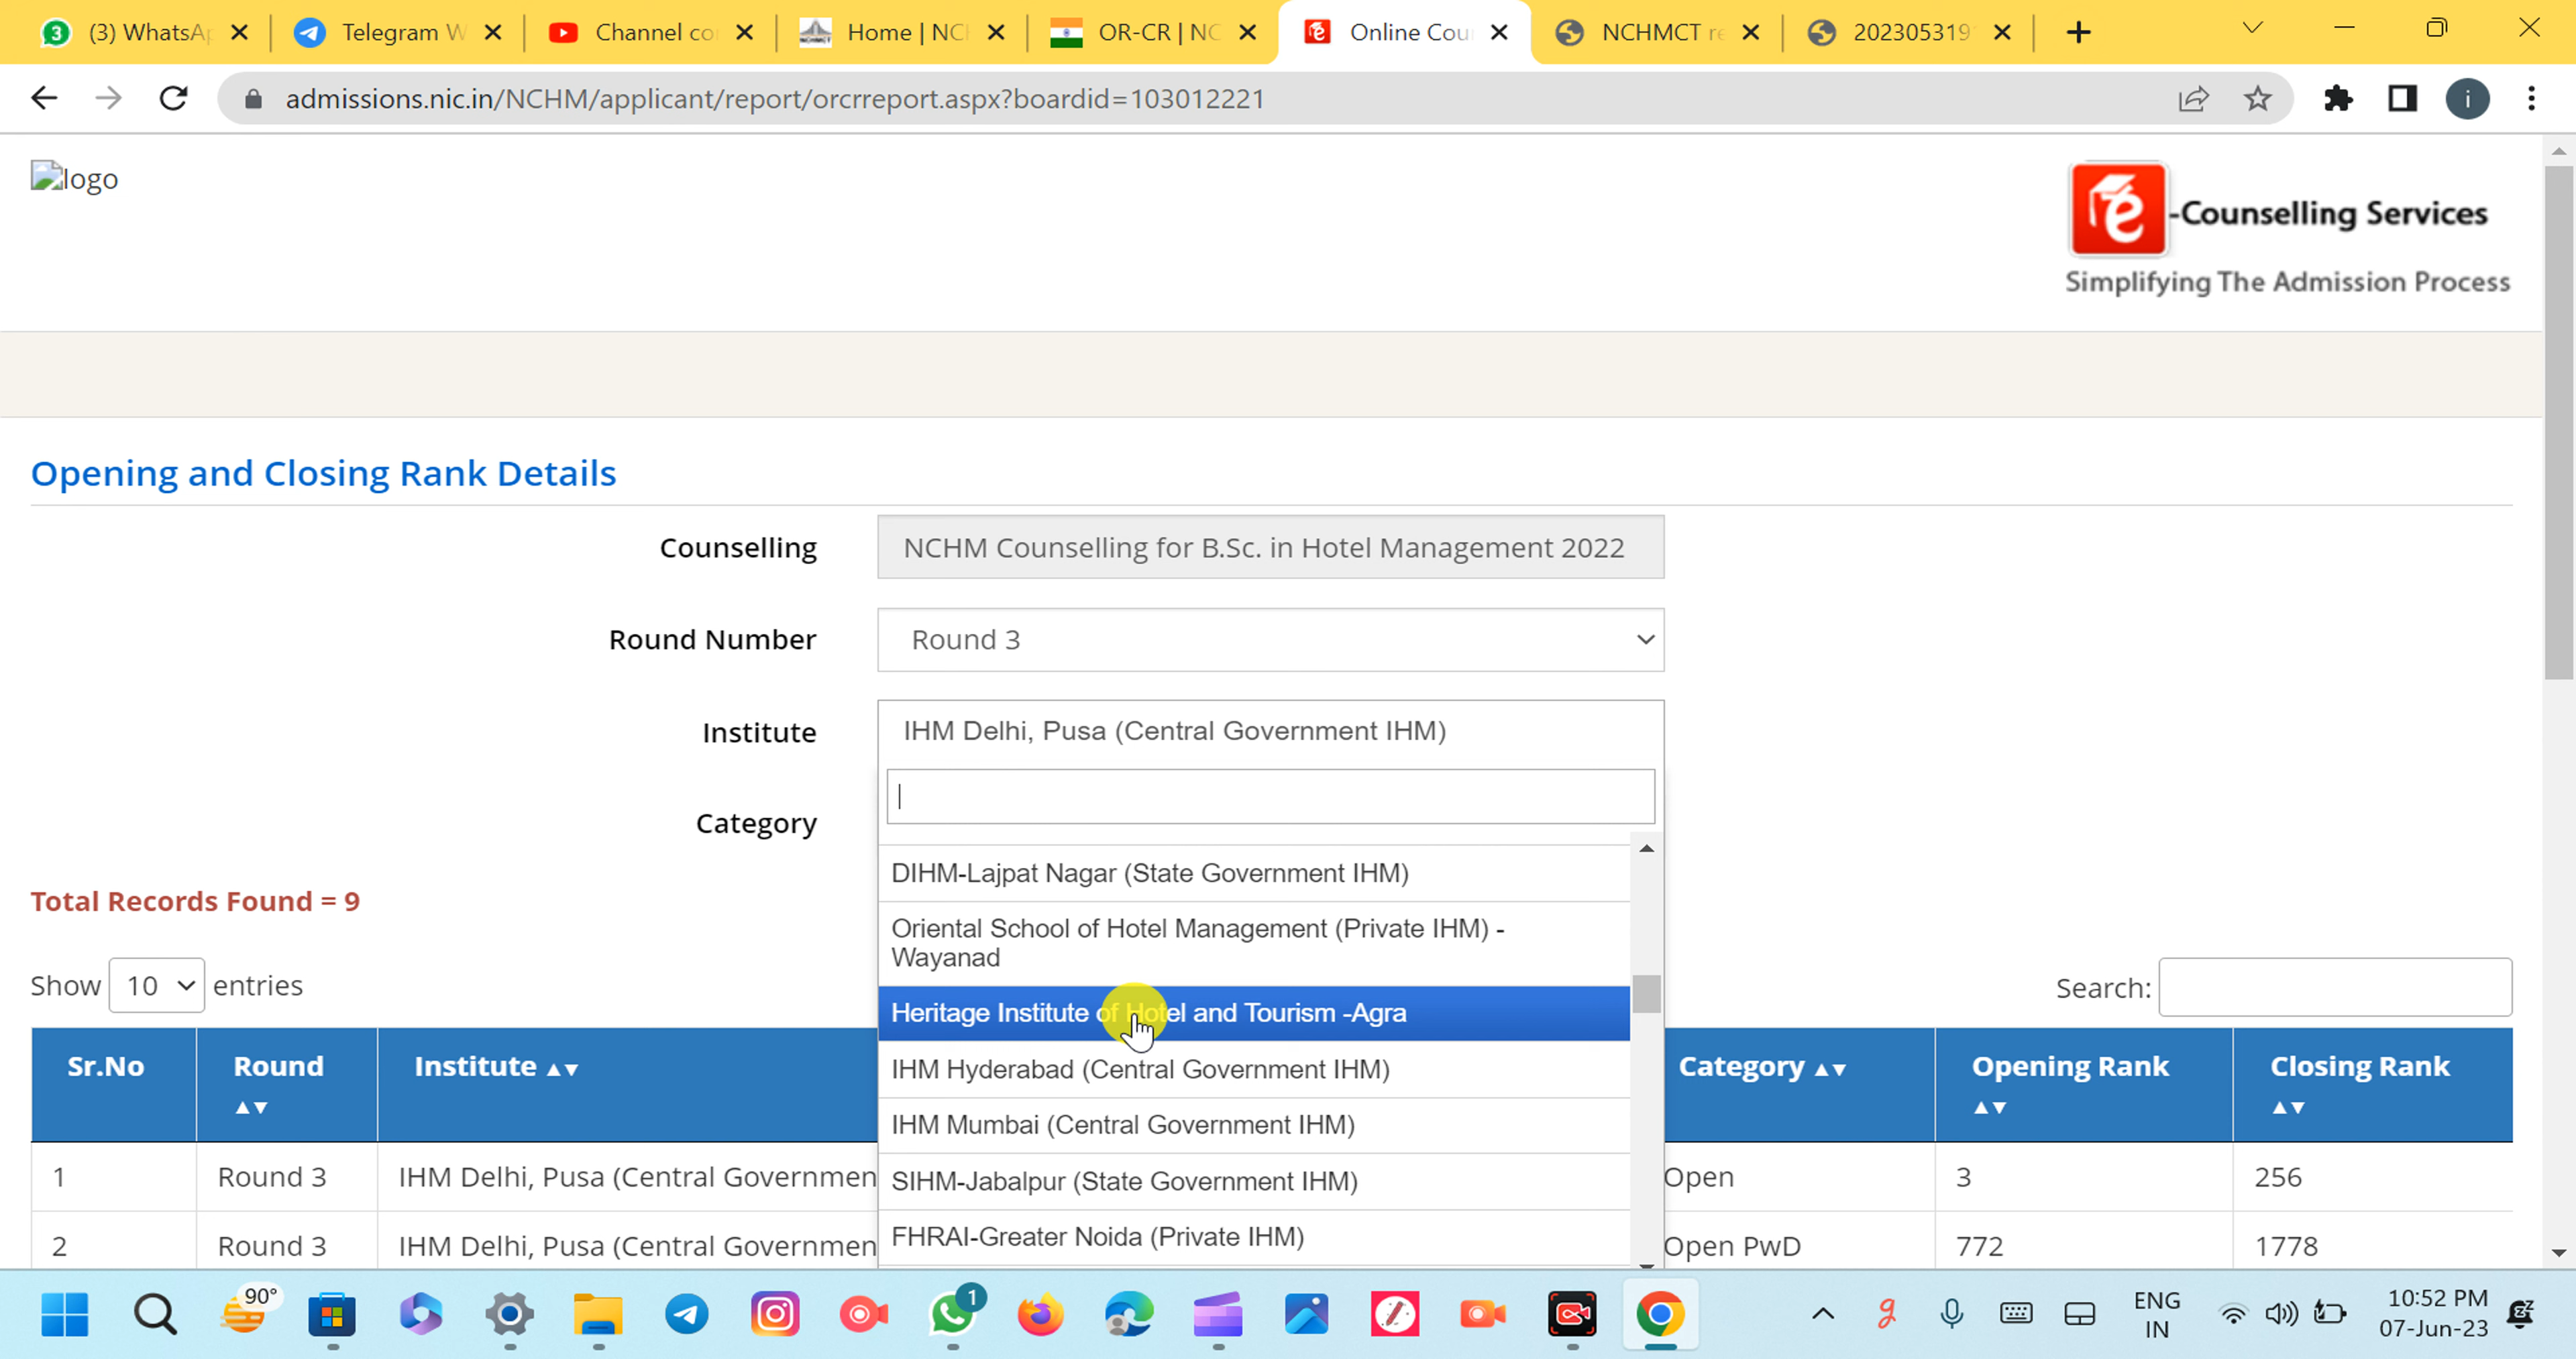 (3) WhatsAp
Telegram W
Channel co
Home | NCH
OR-CR | NC
Online Cou
NCHMCT re
2023053191
admissions.nic.in/NCHM/applicant/report/orcrreport.aspx?boardid=103012221
logo
e-Counselling Services
Simplifying The Admission Process
Opening and Closing Rank Details
Counselling NCHM Counselling for B.Sc. in Hotel Management 2022
Round Number Round 3
Institute IHM Delhi, Pusa (Central Government IHM)
Category
DIHM-Lajpat Nagar (State Government IHM)
Oriental School of Hotel Management (Private IHM) -
Wayanad
Heritage Institute of Hotel and Tourism -Agra
IHM Hyderabad (Central Government IHM)
IHM Mumbai (Central Government IHM)
SIHM-Jabalpur (State Government IHM)
FHRAI-Greater Noida (Private IHM)
Total Records Found = 9
Show 10 entries Search:
Sr.No Round Institute Category Opening Rank Closing Rank
1 Round 3 IHM Delhi, Pusa (Central Governmen Open 3 256
2 Round 3 IHM Delhi, Pusa (Central Governmen Open PwD 772 1778
90°
1
ENG
IN
10:52 PM
07-Jun-23